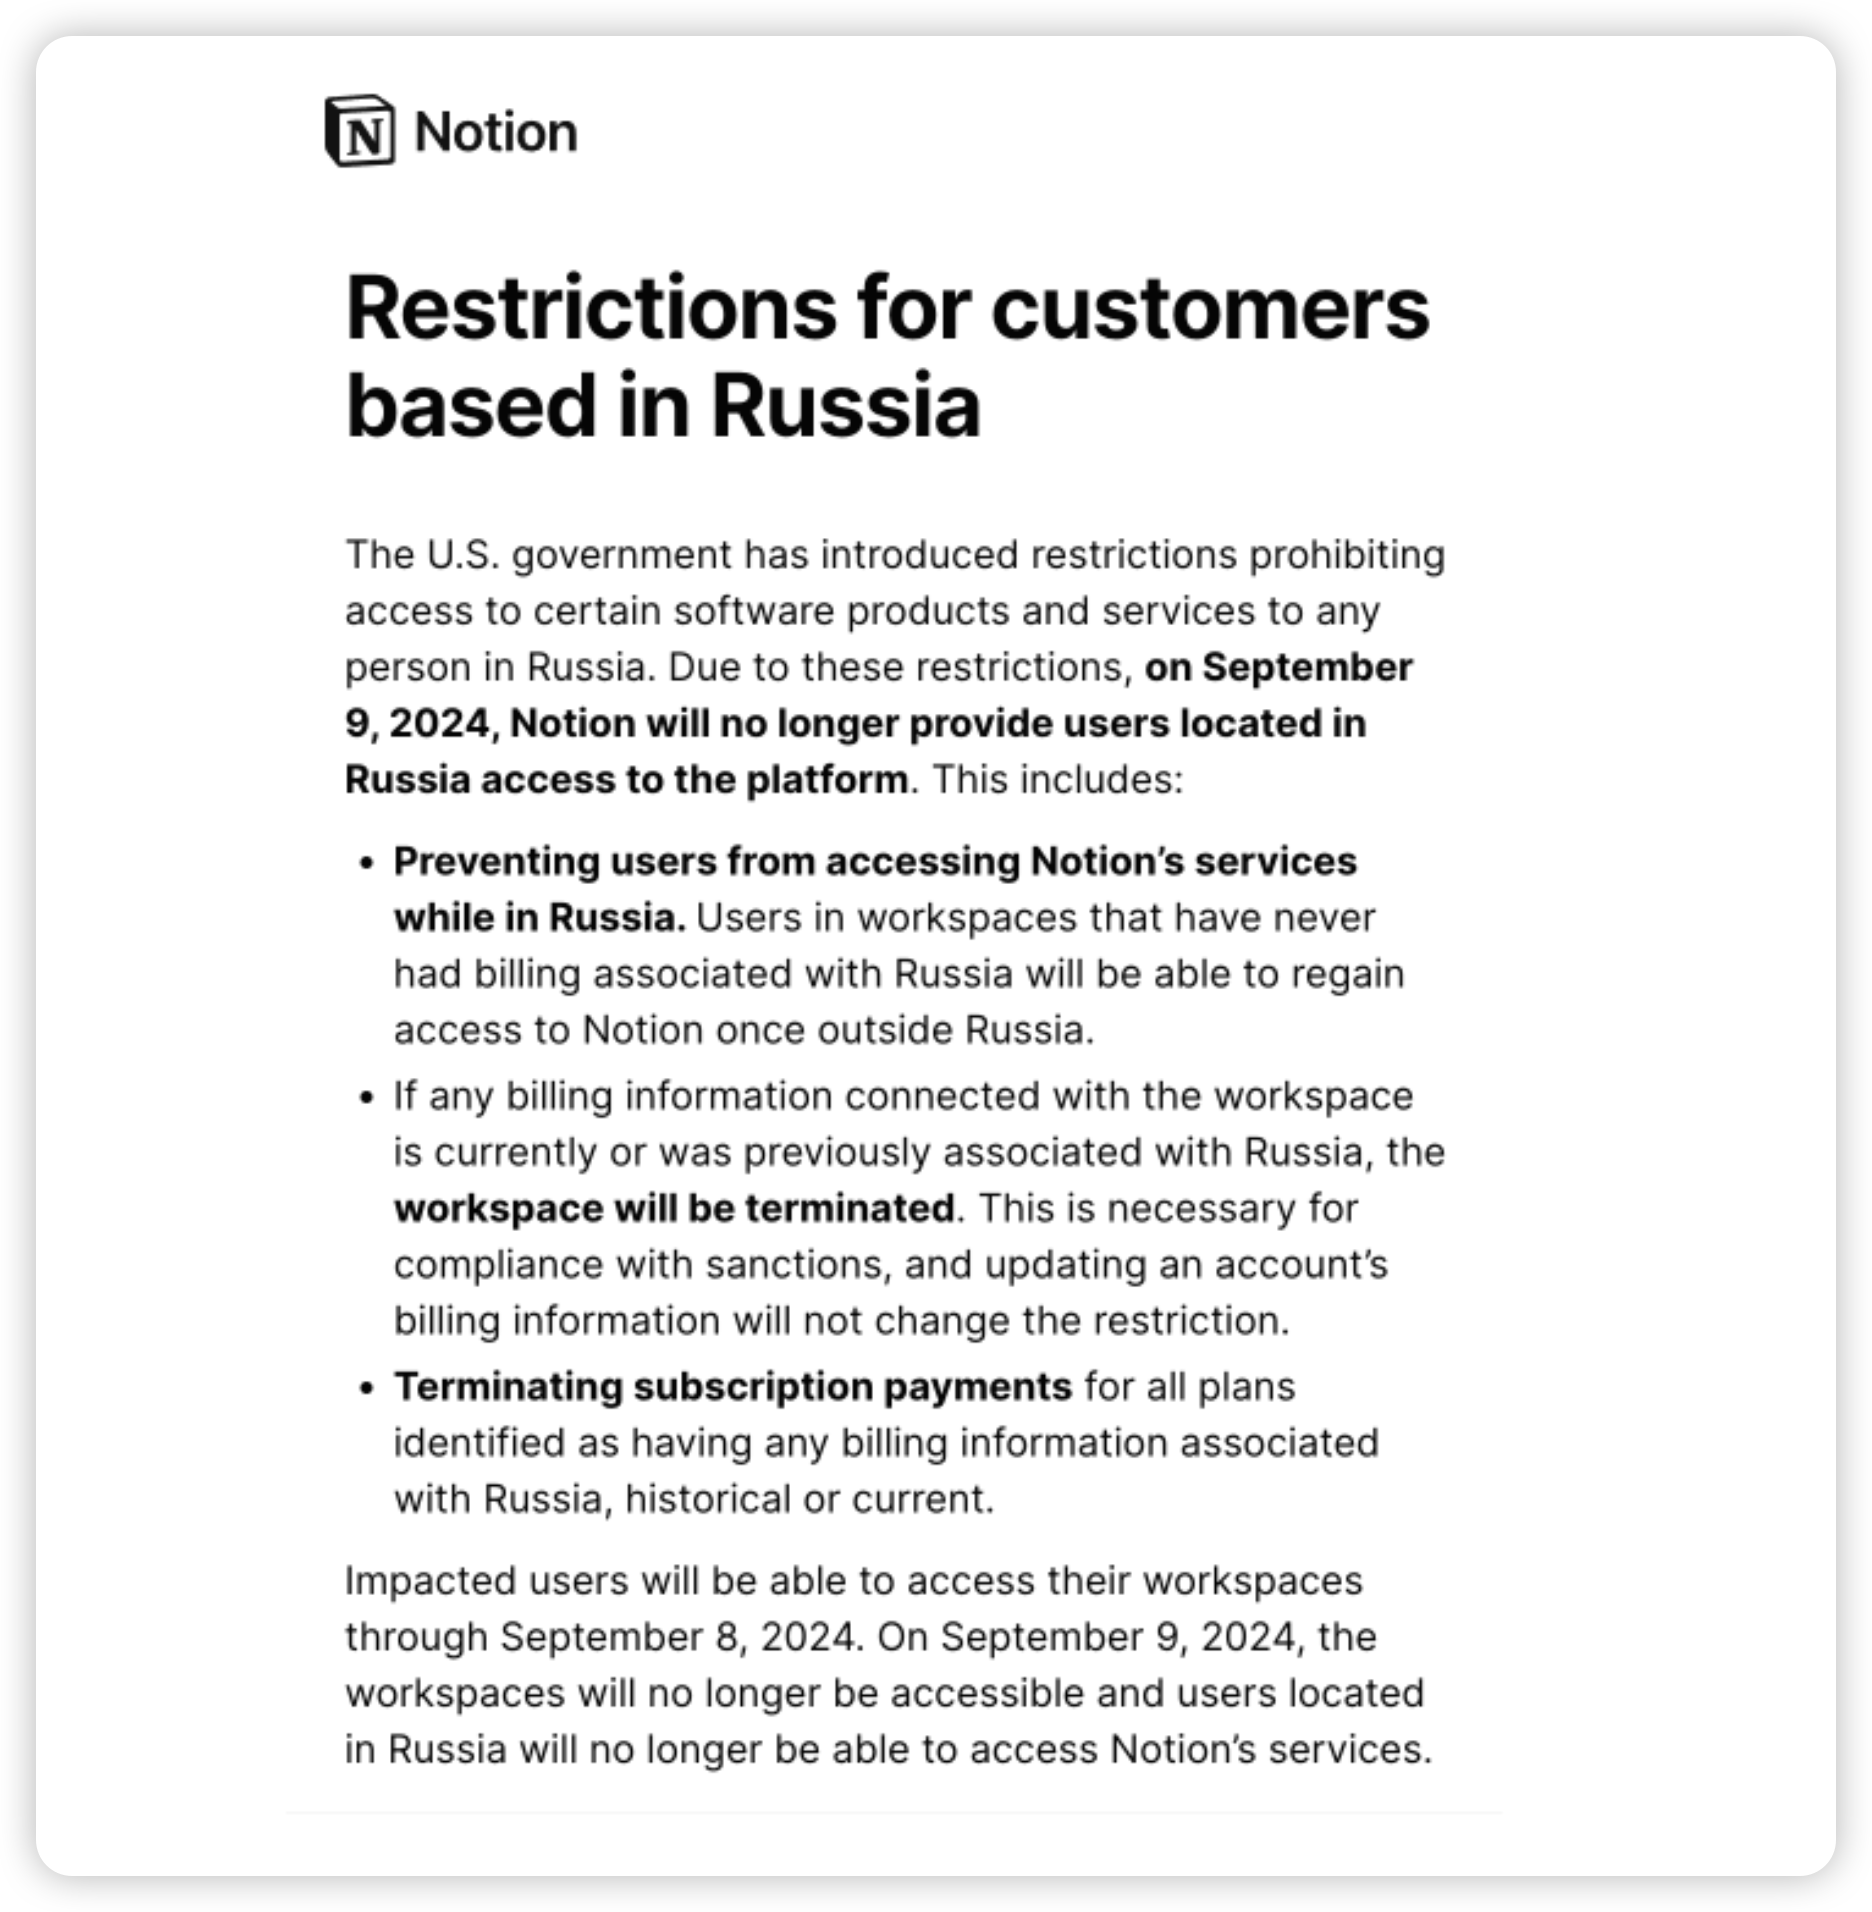 N Notion
Restrictions for customers
based in Russia
The U.S. government has introduced restrictions prohibiting
access to certain software products and services to any
person in Russia. Due to these restrictions, on September
9, 2024, Notion will no longer provide users located in
Russia access to the platform. This includes:
• Preventing users from accessing Notion’s services
while in Russia. Users in workspaces that have never
had billing associated with Russia will be able to regain
access to Notion once outside Russia.
• If any billing information connected with the workspace
is currently or was previously associated with Russia, the
workspace will be terminated. This is necessary for
compliance with sanctions, and updating an account’s
billing information will not change the restriction.
• Terminating subscription payments for all plans
identified as having any billing information associated
with Russia, historical or current.
Impacted users will be able to access their workspaces
through September 8, 2024. On September 9, 2024, the
workspaces will no longer be accessible and users located
in Russia will no longer be able to access Notion’s services.